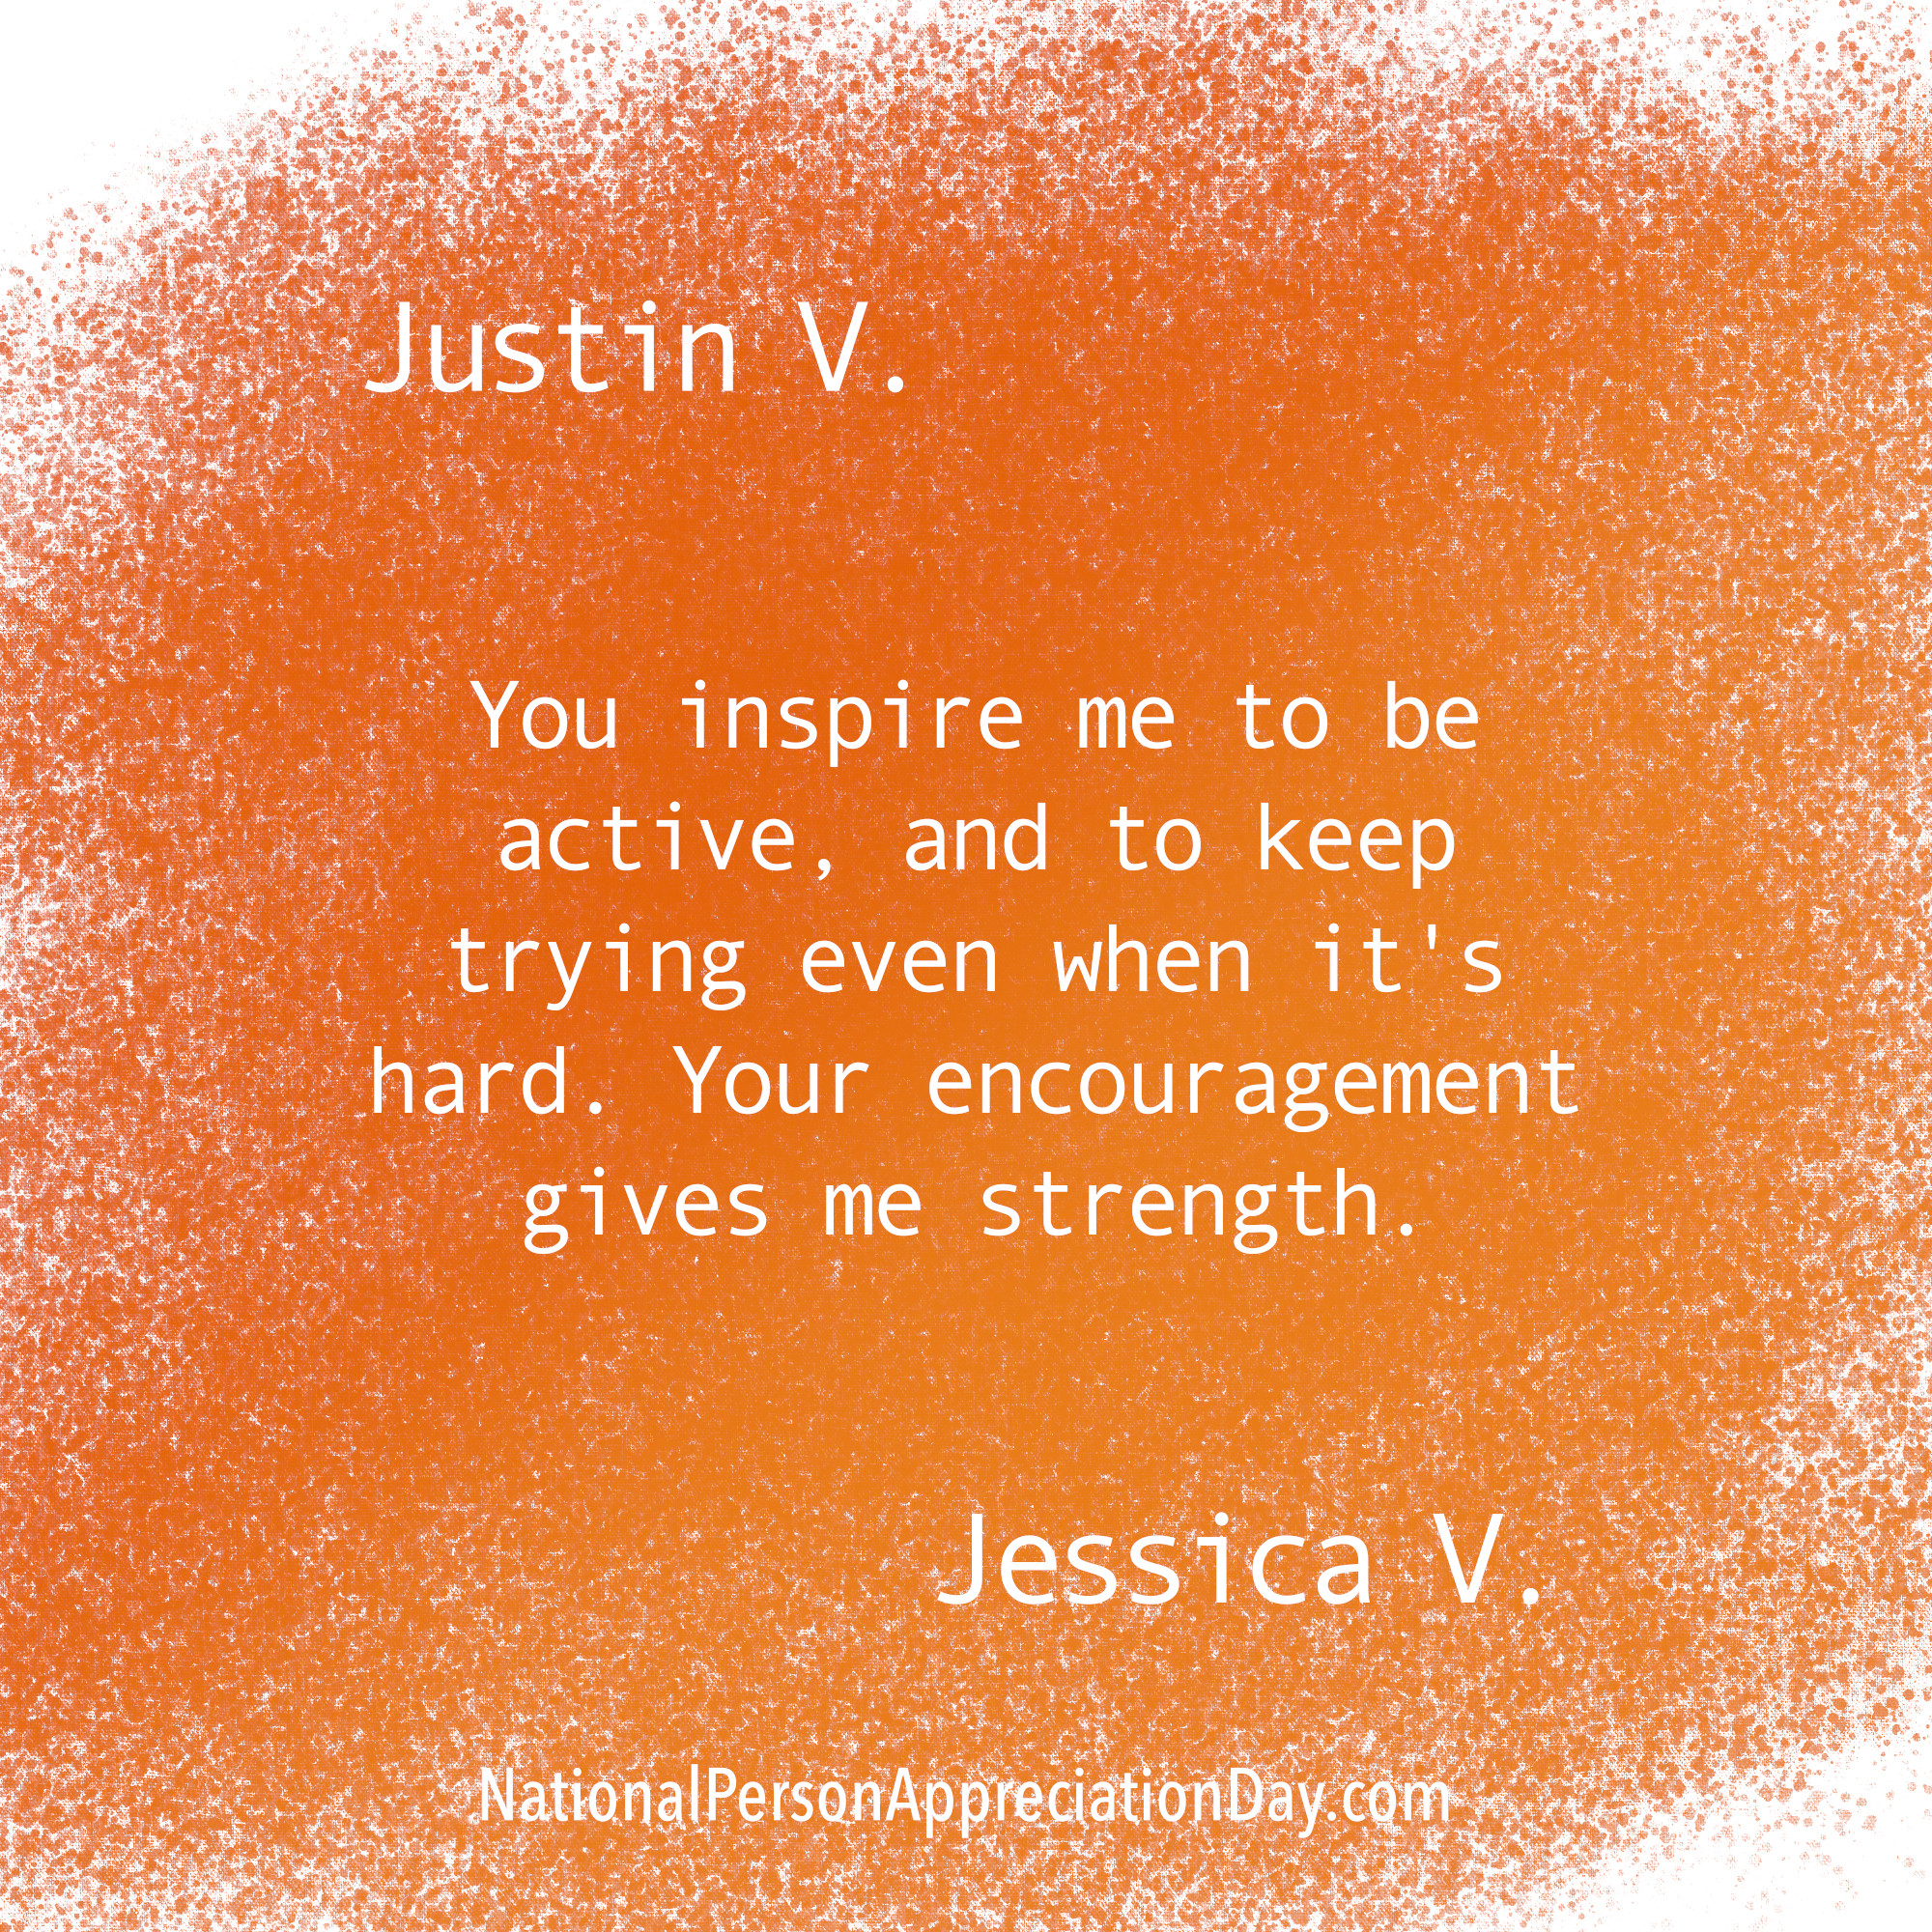 Justin V.
You inspire me to be
active, and to keep
trying even when it's
hard. Your encouragement
gives me strength.
Jessica V.
NationalPersonAppreciationDay.com